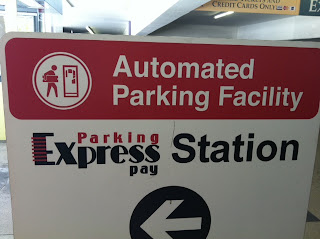 CREDIT CARDS ONLY
Automated
Parking Facility
Parking
Express Station
pay